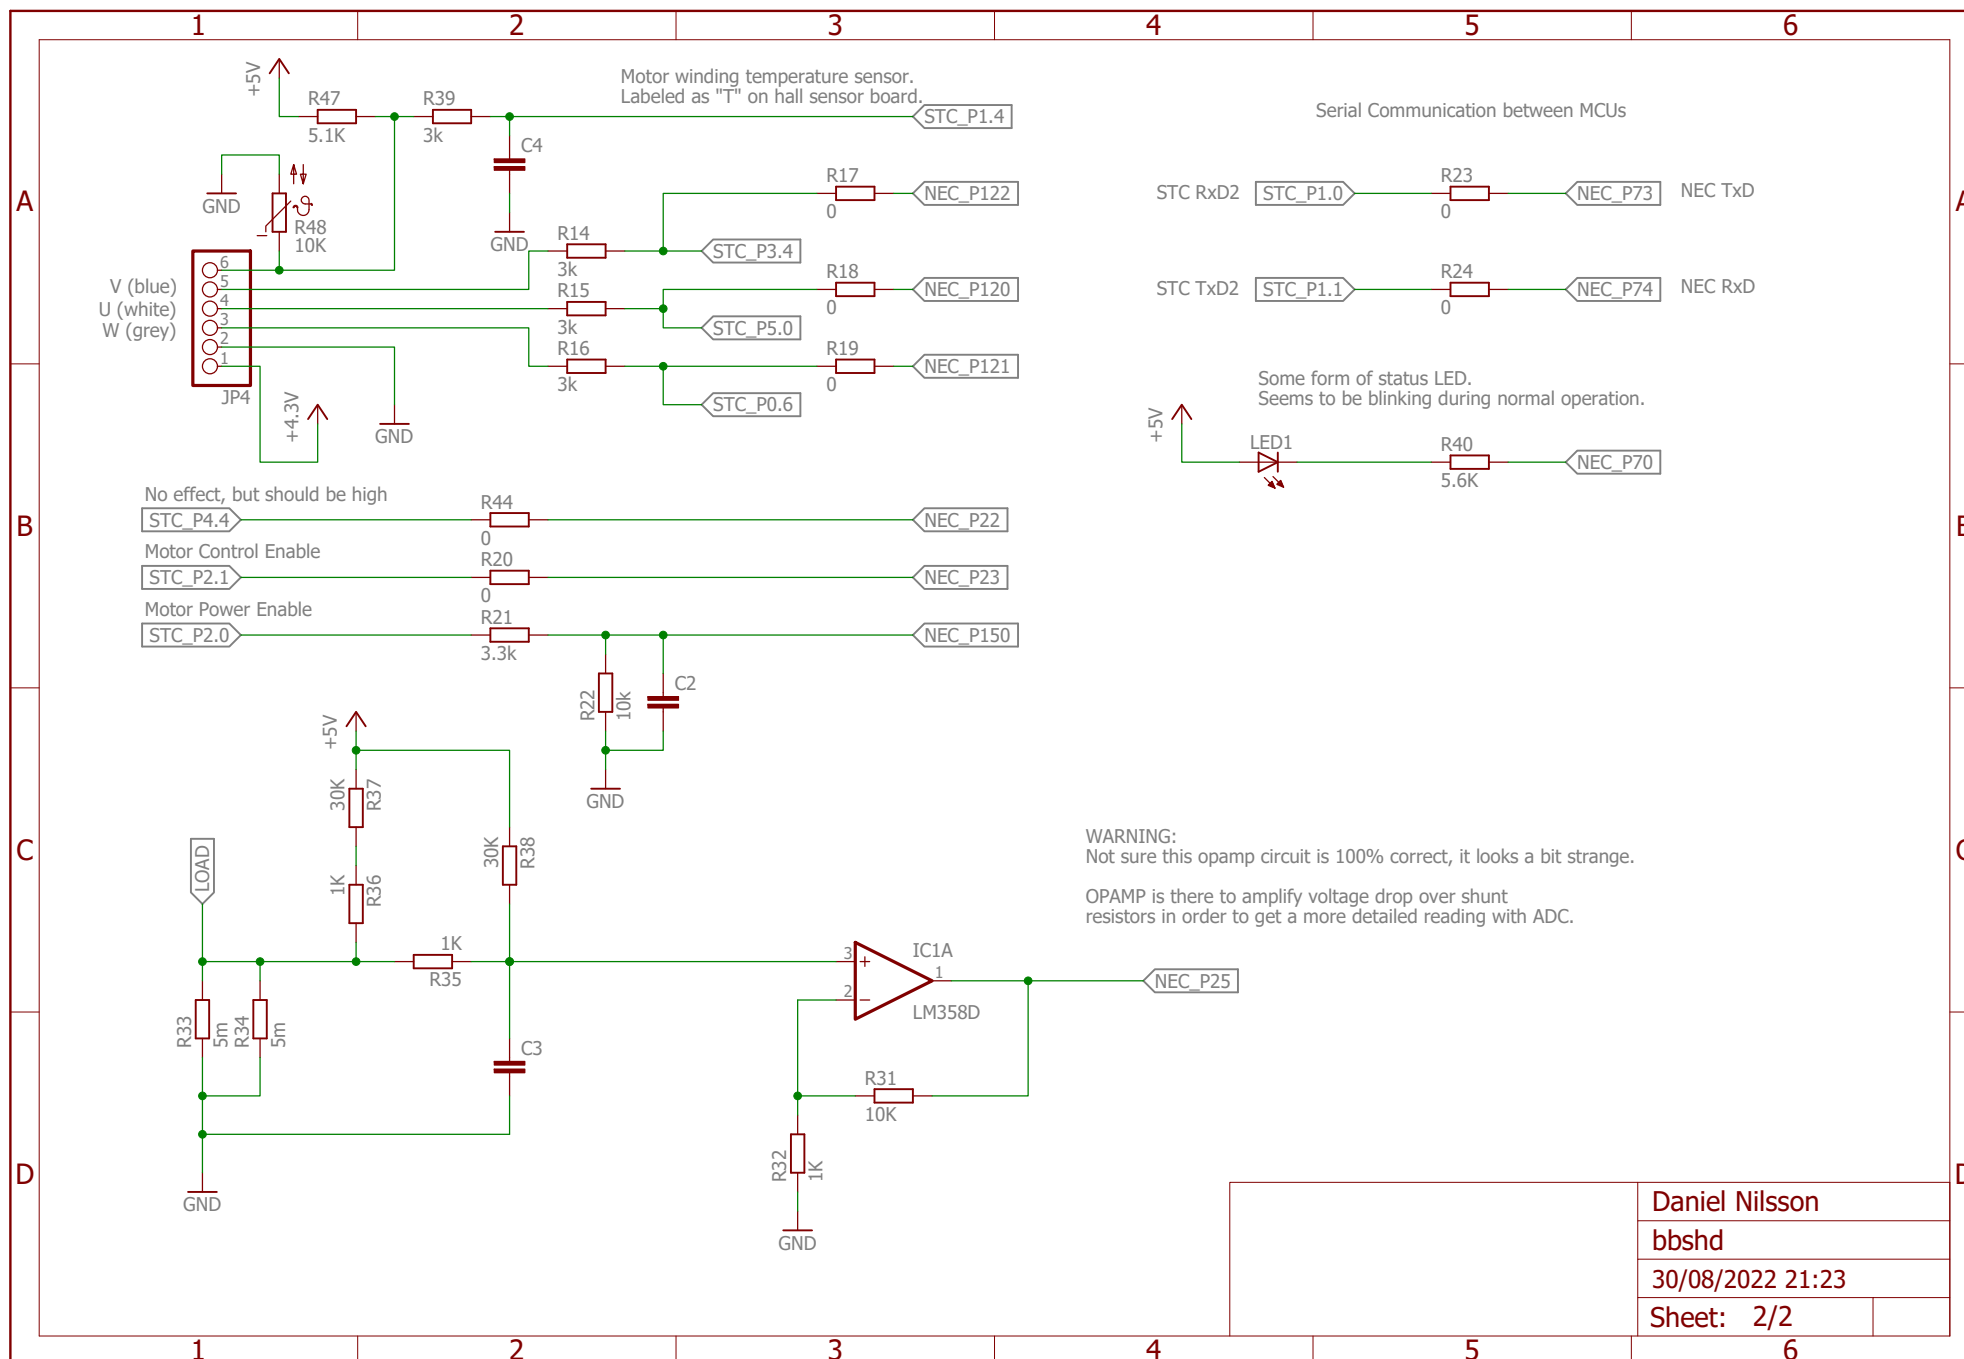 1 2 3 4 5 6
A
A
B
B
C
C
D
D
+5V
R47
5.1K
R39
3k
Motor winding temperature sensor.
Labeled as "T" on hall sensor board.
STC_P1.4
C4
GND
GND
R48
10K
V (blue)
U (white)
W (grey)
6
5
4
3
2
1
JP4
+4.3V
GND
R14
3k
R15
3k
R16
3k
STC_P3.4
STC_P5.0
STC_P0.6
R17
0
NEC_P122
R18
0
NEC_P120
R19
0
NEC_P121
Serial Communication between MCUs
STC RxD2
STC_P1.0
R23
0
NEC_P73
NEC TxD
STC TxD2
STC_P1.1
R24
0
NEC_P74
NEC RxD
Some form of status LED.
Seems to be blinking during normal operation.
+5V
LED1
R40
5.6K
NEC_P70
No effect, but should be high
STC_P4.4
R44
0
NEC_P22
Motor Control Enable
STC_P2.1
R20
0
NEC_P23
Motor Power Enable
STC_P2.0
R21
3.3k
NEC_P150
R22
10k
C2
GND
+5V
30K
R37
1K
R36
30K
R38
LOAD
1K
R35
R33
5m
R34
5m
C3
GND
WARNING:
Not sure this opamp circuit is 100% correct, it looks a bit strange.
OPAMP is there to amplify voltage drop over shunt
resistors in order to get a more detailed reading with ADC.
3
+
2
−
1
IC1A
LM358D
NEC_P25
R31
10K
R32
1K
GND
Daniel Nilsson
bbshd
30/08/2022 21:23
Sheet: 2/2
1 2 3 4 5 6